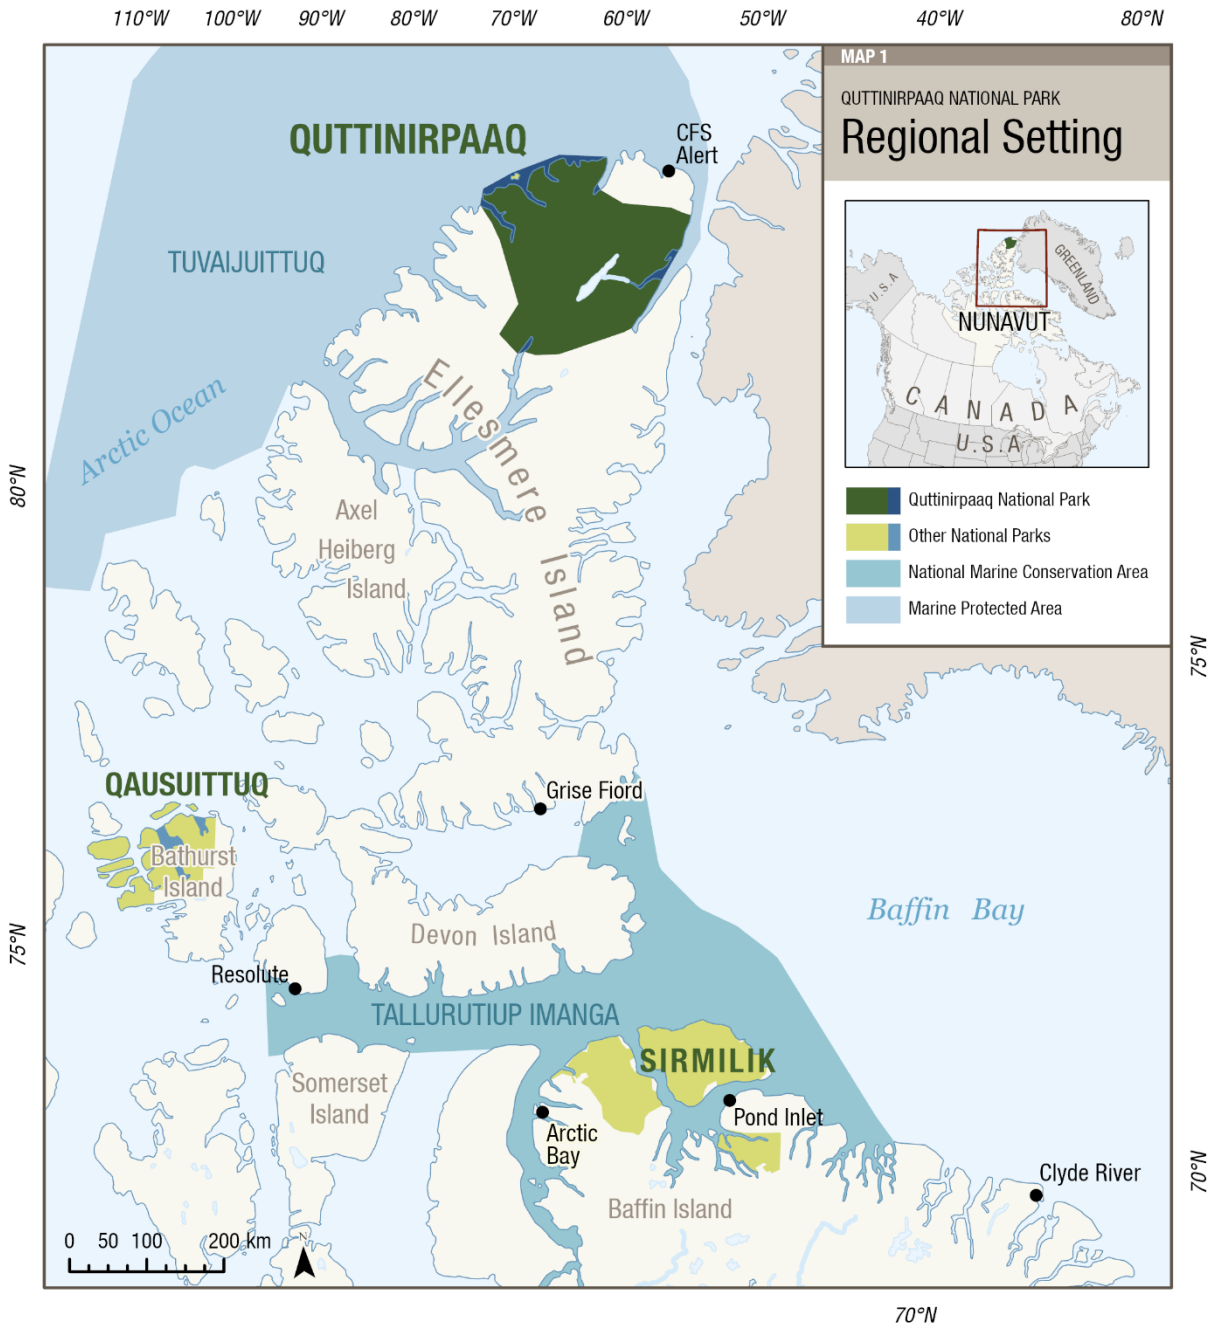 110°W 100°W 90°W 80°W 70°W 60°W 50°W 40°W 80°N
MAP 1
QUTTINIRPAAQ NATIONAL PARK
Regional Setting
QUTTINIRPAAQ
CFS
Alert
TUVAIJUITTUQ
U.S.A
GREENLAND
NUNAVUT
CANADA
U.S.A
Arctic Ocean
Ellesmere Island
80°N
Quttinirpaaq National Park
Other National Parks
National Marine Conservation Area
Marine Protected Area
Axel
Heiberg
Island
75°N
QAUSUITTUQ
Grise Fiord
Bathurst
Island
Baffin Bay
Devon Island
75°N
Resolute
TALLURUTIUP IMANGA
SIRMILIK
Somerset
Island
Pond Inlet
Arctic
Bay
Clyde River
70°N
Baffin Island
0 50 100 200 km
N
70°N